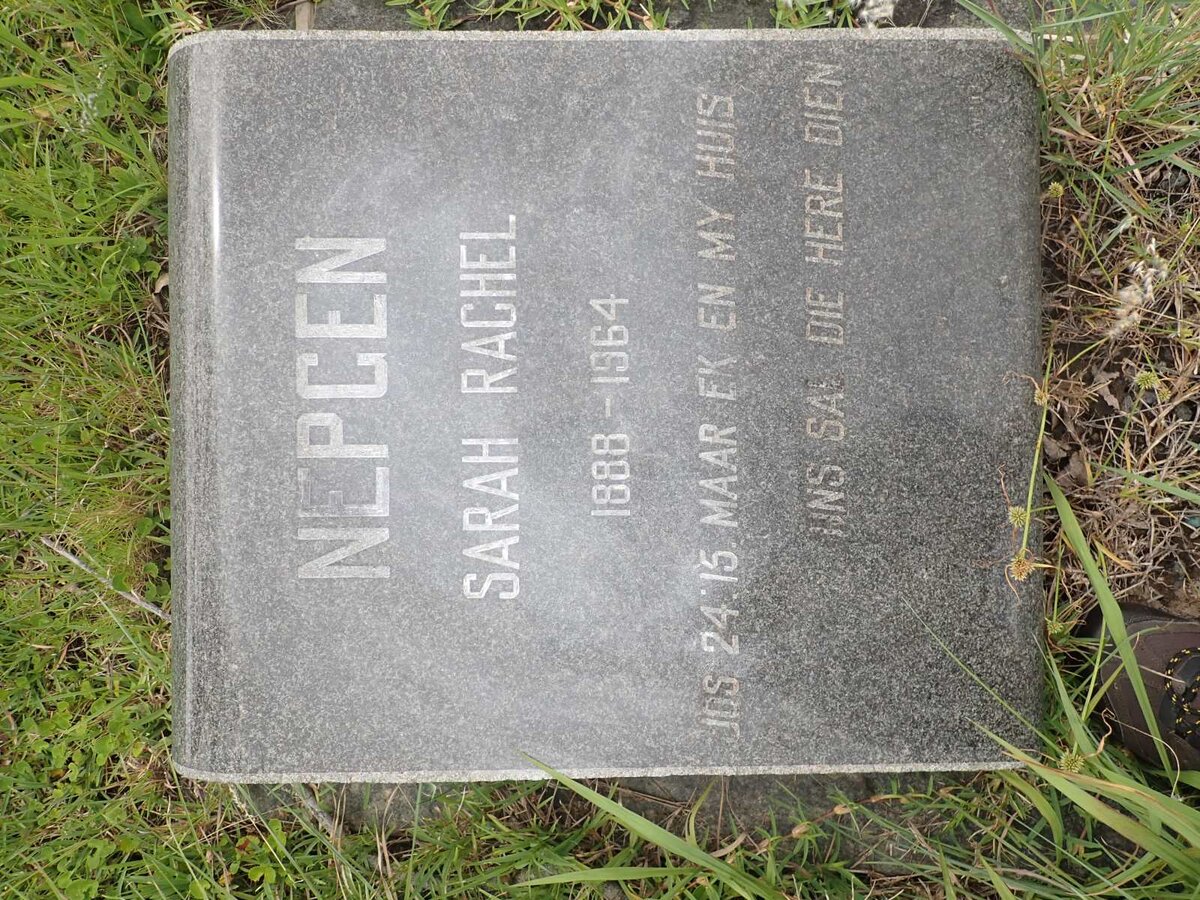 NEPGEN
SARAH RACHEL
1888-1964
JOS 24:15. MAAR EK EN MY HUIS
ONS SAL DIE HERE DIEN